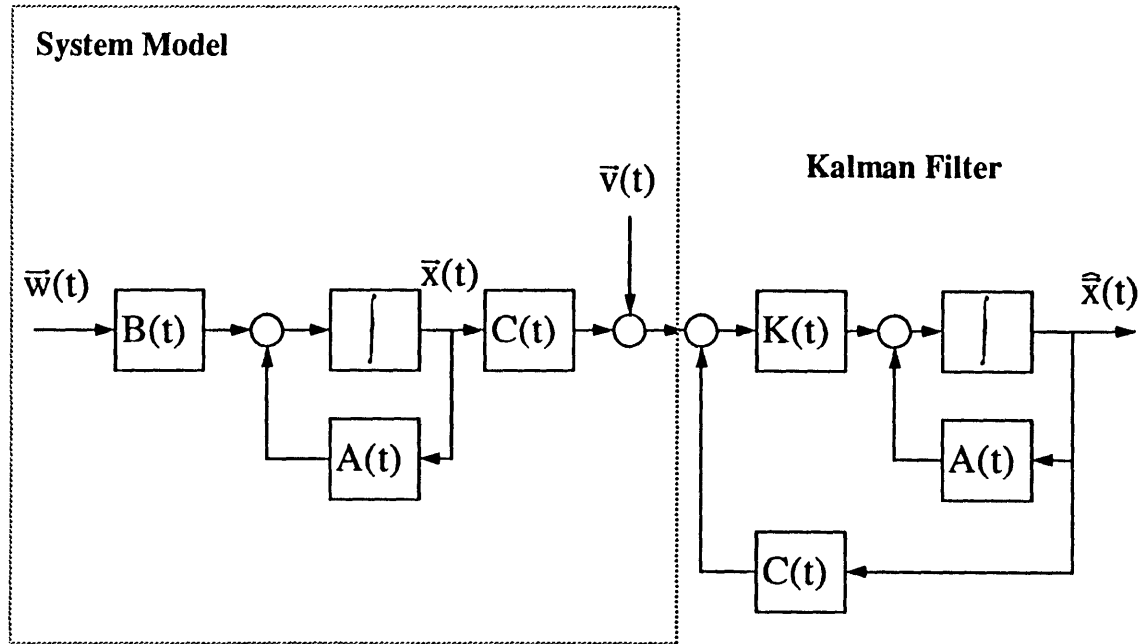 System Model
Kalman Filter
v⃗(t)
w⃗(t)
B(t)
∫
x⃗(t)
C(t)
K(t)
∫
x̂⃗(t)
A(t)
A(t)
C(t)